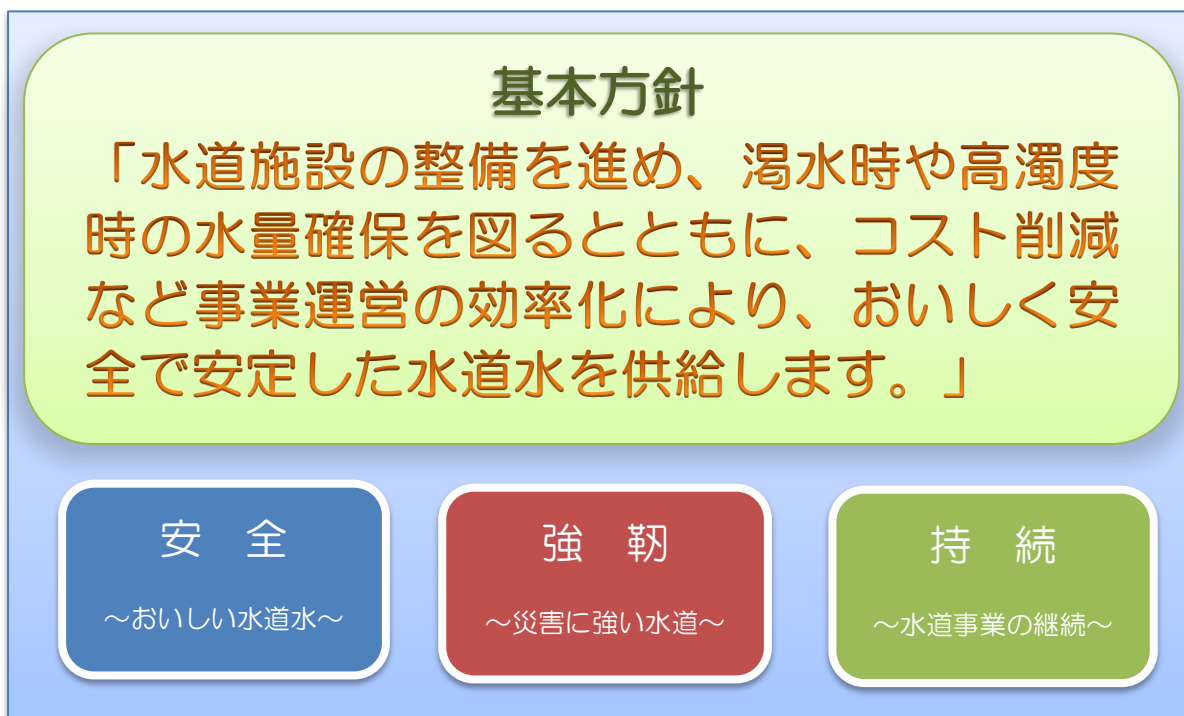 基本方針
「水道施設の整備を進め、渇水時や高濁度
時の水量確保を図るとともに、コスト削減
など事業運営の効率化により、おいしく安
全で安定した水道水を供給します。」
安　全
～おいしい水道水～
強　靭
～災害に強い水道～
持　続
～水道事業の継続～